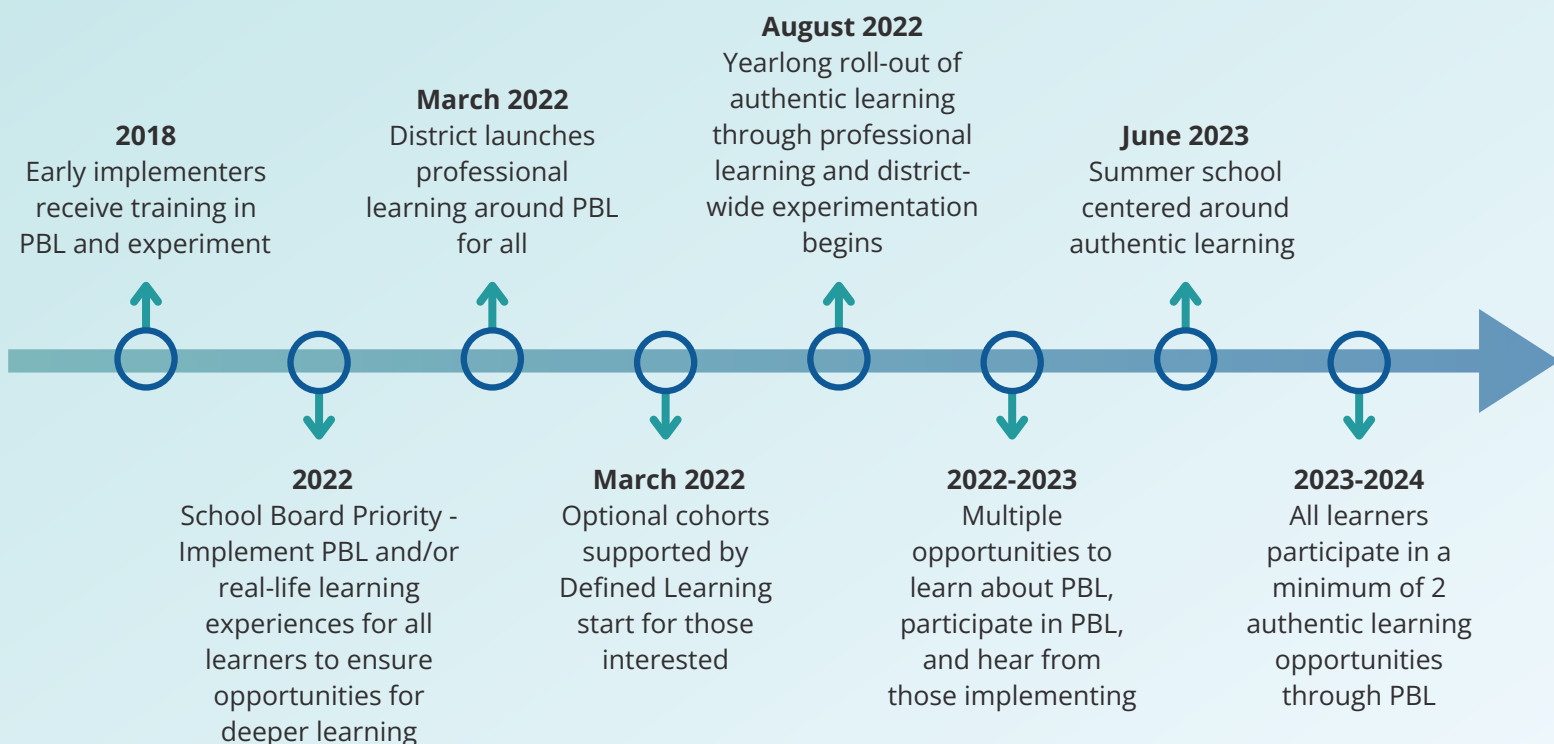 2018
Early implementers
receive training in
PBL and experiment
2022
School Board Priority -
Implement PBL and/or
real-life learning
experiences for all
learners to ensure
opportunities for
deeper learning
March 2022
District launches
professional
learning around PBL
for all
March 2022
Optional cohorts
supported by
Defined Learning
start for those
interested
August 2022
Yearlong roll-out of
authentic learning
through professional
learning and district-
wide experimentation
begins
2022-2023
Multiple
opportunities to
learn about PBL,
participate in PBL,
and hear from
those implementing
June 2023
Summer school
centered around
authentic learning
2023-2024
All learners
participate in a
minimum of 2
authentic learning
opportunities
through PBL